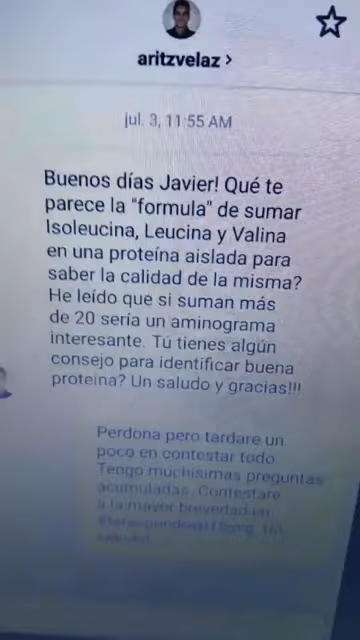 aritzvelaz >
jul. 3, 11:55 AM
Buenos días Javier! Qué te
parece la "formula" de sumar
Isoleucina, Leucina y Valina
en una proteína aislada para
saber la calidad de la misma?
He leído que si suman más
de 20 sería un aminograma
interesante. Tú tienes algún
consejo para identificar buena
proteína? Un saludo y gracias!!!
Perdona pero tardare un
poco en contestar todo
Tengo muchisimas preguntas
acumuladas. Contestare
a la mayor brevedad en